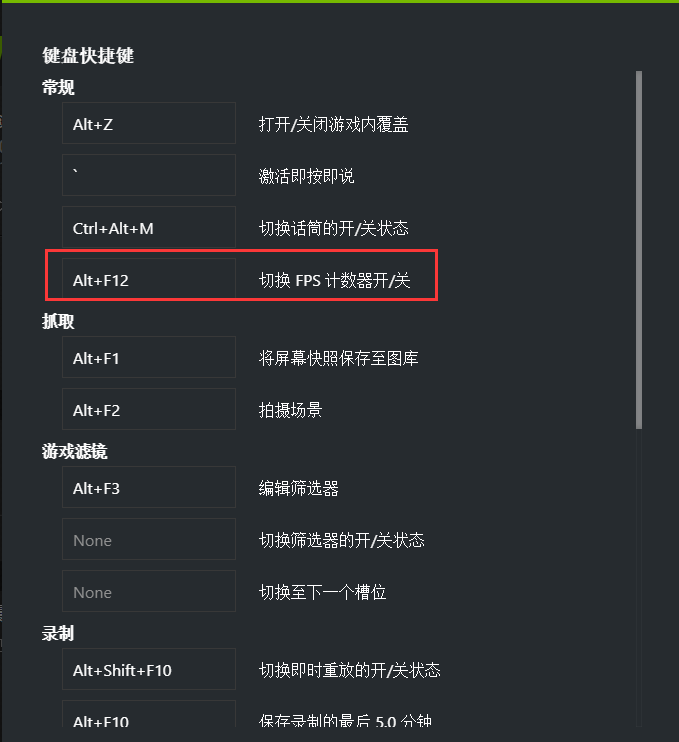 键盘快捷键
常规
Alt+Z 打开/关闭游戏内覆盖
` 激活即按即说
Ctrl+Alt+M 切换话筒的开/关状态
Alt+F12 切换 FPS 计数器开/关
抓取
Alt+F1 将屏幕快照保存至图库
Alt+F2 拍摄场景
游戏滤镜
Alt+F3 编辑筛选器
None 切换筛选器的开/关状态
None 切换至下一个槽位
录制
Alt+Shift+F10 切换即时重放的开/关状态
Alt+F10 保存录制的最后 5.0 分钟